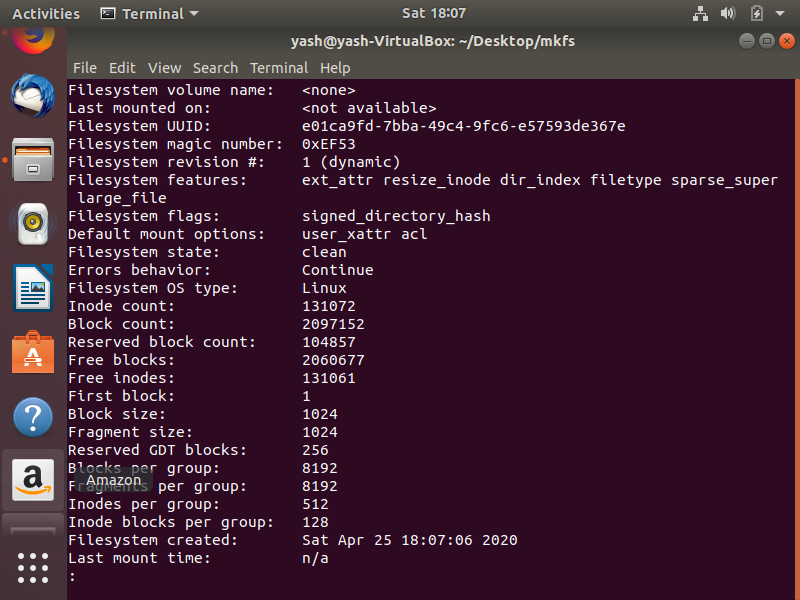 Activities Terminal Sat 18:07
yash@yash-VirtualBox: ~/Desktop/mkfs
File Edit View Search Terminal Help
Filesystem volume name: <none>
Last mounted on: <not available>
Filesystem UUID: e01ca9fd-7bba-49c4-9fc6-e57593de367e
Filesystem magic number: 0xEF53
Filesystem revision #: 1 (dynamic)
Filesystem features: ext_attr resize_inode dir_index filetype sparse_super
large_file
Filesystem flags: signed_directory_hash
Default mount options: user_xattr acl
Filesystem state: clean
Errors behavior: Continue
Filesystem OS type: Linux
Inode count: 131072
Block count: 2097152
Reserved block count: 104857
Free blocks: 2060677
Free inodes: 131061
First block: 1
Block size: 1024
Fragment size: 1024
Reserved GDT blocks: 256
Blocks per group: 8192
Amazon
Fragments per group: 8192
Inodes per group: 512
Inode blocks per group: 128
Filesystem created: Sat Apr 25 18:07:06 2020
Last mount time: n/a
: